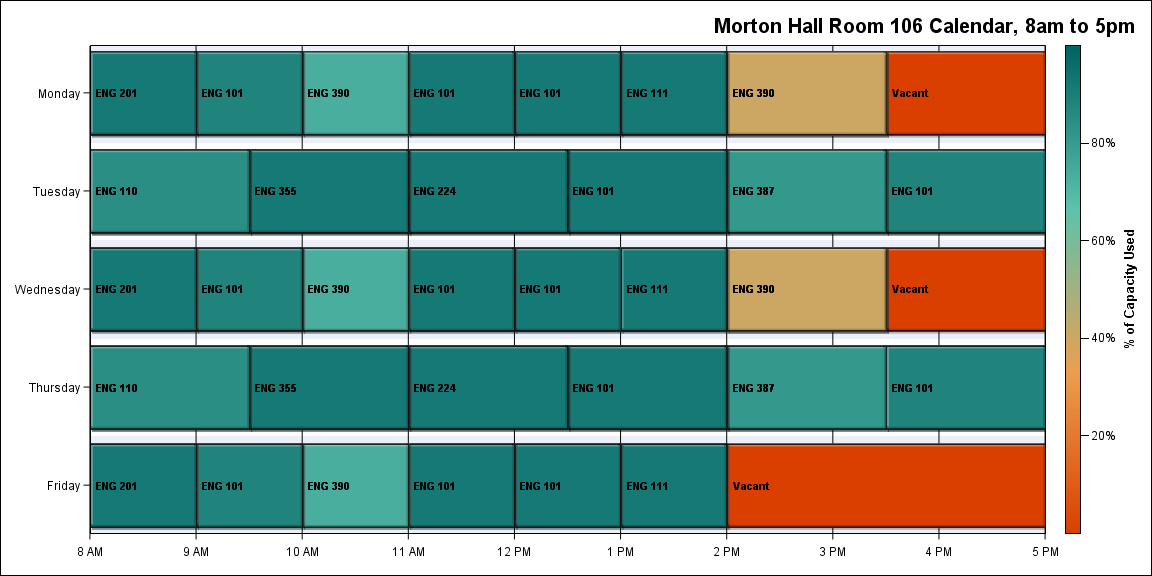 Morton Hall Room 106 Calendar, 8am to 5pm
Monday
ENG 201
ENG 101
ENG 390
ENG 101
ENG 101
ENG 111
ENG 390
Vacant
Tuesday
ENG 110
ENG 355
ENG 224
ENG 101
ENG 387
ENG 101
Wednesday
ENG 201
ENG 101
ENG 390
ENG 101
ENG 101
ENG 111
ENG 390
Vacant
Thursday
ENG 110
ENG 355
ENG 224
ENG 101
ENG 387
ENG 101
Friday
ENG 201
ENG 101
ENG 390
ENG 101
ENG 101
ENG 111
Vacant
8 AM
9 AM
10 AM
11 AM
12 PM
1 PM
2 PM
3 PM
4 PM
5 PM
80%
60%
40%
20%
% of Capacity Used